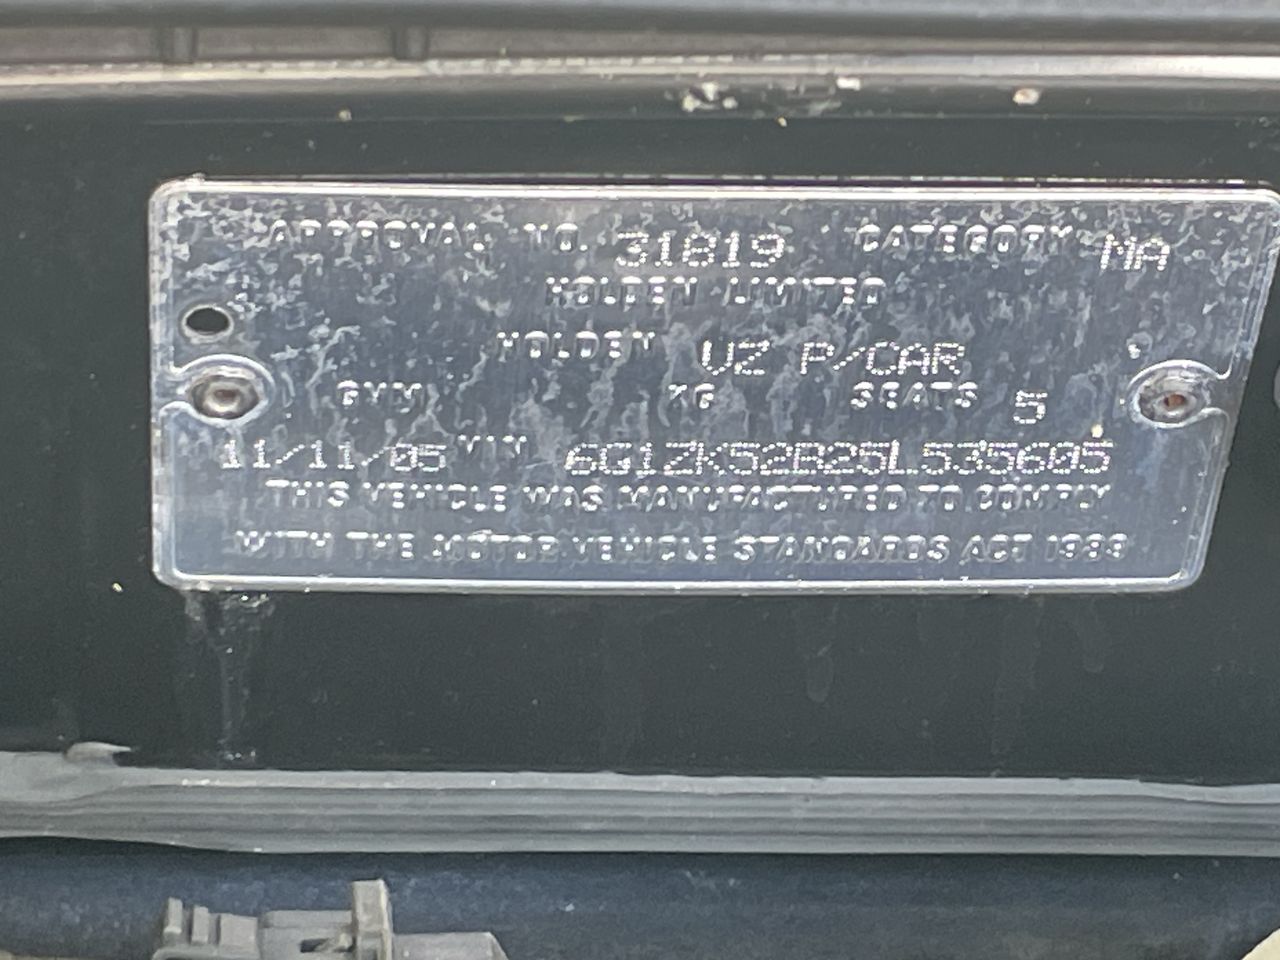 APPROVAL NO. 31819 CATEGORY MA
HOLDEN LIMITED
HOLDEN VZ P/CAR
GVM KG SEATS 5
11/11/05 VIN 6G1ZK52B25L535605
THIS VEHICLE WAS MANUFACTURED TO COMPLY
WITH THE MOTOR VEHICLE STANDARDS ACT 1989